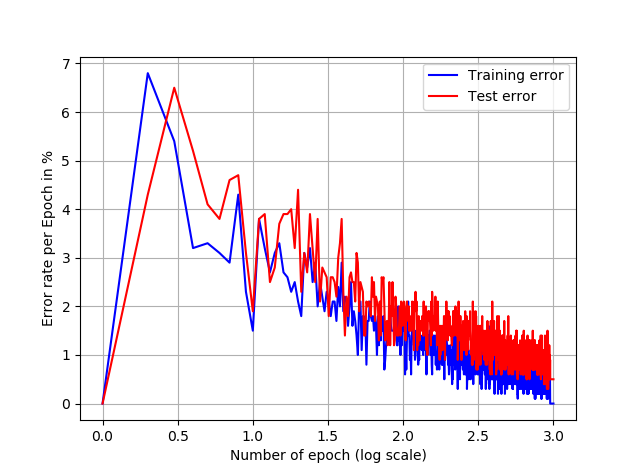 7
6
5
4
3
2
1
0
Error rate per Epoch in %
Training error
Test error
0.0 0.5 1.0 1.5 2.0 2.5 3.0
Number of epoch (log scale)